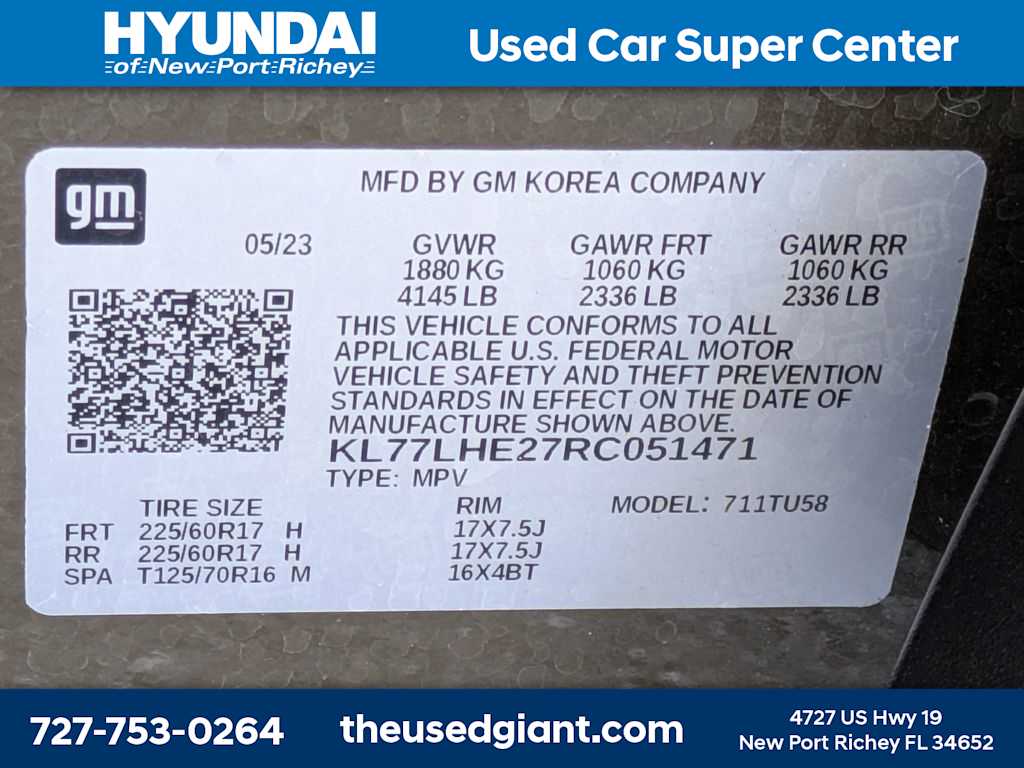 HYUNDAI
of New Port Richey
Used Car Super Center
gm
MFD BY GM KOREA COMPANY
05/23 GVWR GAWR FRT GAWR RR
1880 KG 1060 KG 1060 KG
4145 LB 2336 LB 2336 LB
THIS VEHICLE CONFORMS TO ALL
APPLICABLE U.S. FEDERAL MOTOR
VEHICLE SAFETY AND THEFT PREVENTION
STANDARDS IN EFFECT ON THE DATE OF
MANUFACTURE SHOWN ABOVE.
KL77LHE27RC051471
TYPE: MPV
TIRE SIZE RIM MODEL: 711TU58
FRT 225/60R17 H 17X7.5J
RR 225/60R17 H 17X7.5J
SPA T125/70R16 M 16X4BT
727-753-0264
theusedgiant.com
4727 US Hwy 19
New Port Richey FL 34652